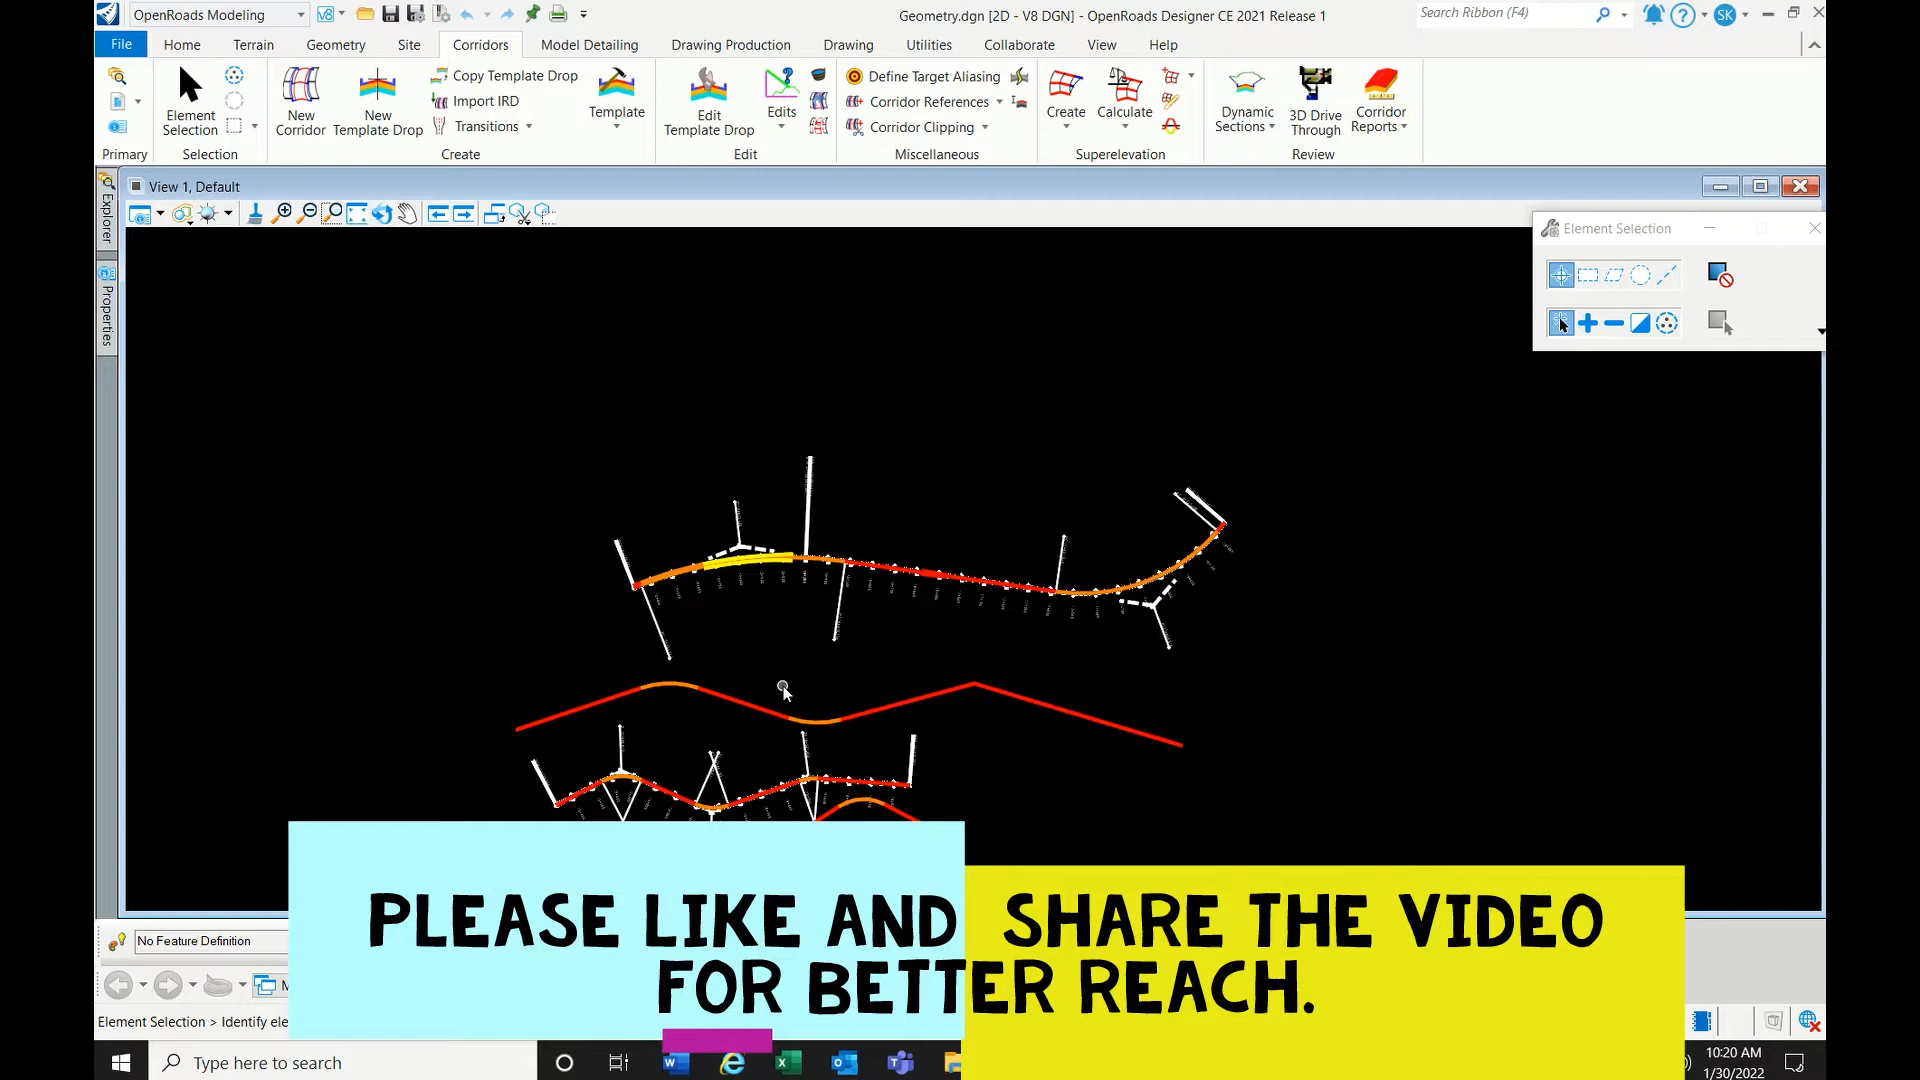 OpenRoads Modeling
Geometry.dgn [2D - V8 DGN] - OpenRoads Designer CE 2021 Release 1
Search Ribbon (F4)
SK
File Home Terrain Geometry Site Corridors Model Detailing Drawing Production Drawing Utilities Collaborate View Help
Element Selection
New Corridor
New Template Drop
Copy Template Drop
Import IRD
Transitions
Template
Edit Template Drop
Edits
Define Target Aliasing
Corridor References
Corridor Clipping
Create
Calculate
Dynamic Sections
3D Drive Through
Corridor Reports
Primary Selection Create Edit Miscellaneous Superelevation Review
View 1, Default
Explorer
Properties
Element Selection
PLEASE LIKE AND SHARE THE VIDEO
FOR BETTER REACH.
No Feature Definition
Element Selection > Identify ele
Type here to search
10:20 AM
1/30/2022